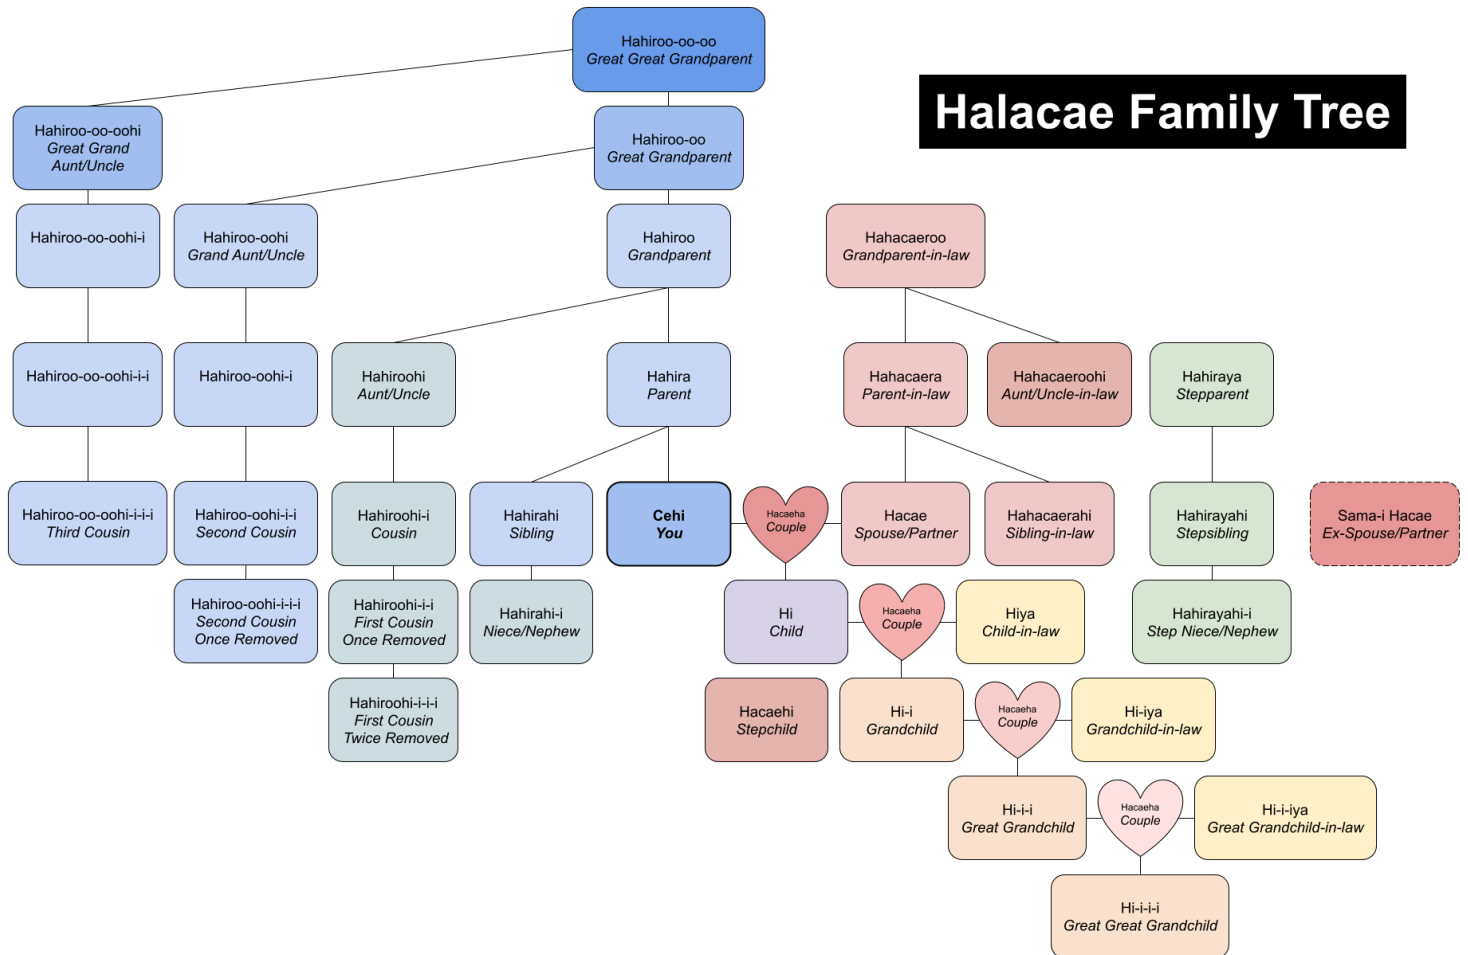 Hahiroo-oo-oo
Great Great Grandparent
Halacae Family Tree
Hahiroo-oo-oohi
Great Grand
Aunt/Uncle
Hahiroo-oo
Great Grandparent
Hahiroo-oo-oohi-i
Hahiroo-oohi
Grand Aunt/Uncle
Hahiroo
Grandparent
Hahacaeroo
Grandparent-in-law
Hahiroo-oo-oohi-i-i
Hahiroo-oohi-i
Hahiroohi
Aunt/Uncle
Hahira
Parent
Hahacaera
Parent-in-law
Hahacaeroohi
Aunt/Uncle-in-law
Hahiraya
Stepparent
Hahiroo-oo-oohi-i-i-i
Third Cousin
Hahiroo-oohi-i-i
Second Cousin
Hahiroohi-i
Cousin
Hahirahi
Sibling
Cehi
You
Hacaeha
Couple
Hacae
Spouse/Partner
Hahacaerahi
Sibling-in-law
Hahirayahi
Stepsibling
Sama-i Hacae
Ex-Spouse/Partner
Hahiroo-oohi-i-i-i
Second Cousin
Once Removed
Hahiroohi-i-i
First Cousin
Once Removed
Hahirahi-i
Niece/Nephew
Hi
Child
Hacaeha
Couple
Hiya
Child-in-law
Hahirayahi-i
Step Niece/Nephew
Hahiroohi-i-i-i
First Cousin
Twice Removed
Hacaehi
Stepchild
Hi-i
Grandchild
Hacaeha
Couple
Hi-iya
Grandchild-in-law
Hi-i-i
Great Grandchild
Hacaeha
Couple
Hi-i-iya
Great Grandchild-in-law
Hi-i-i-i
Great Great Grandchild